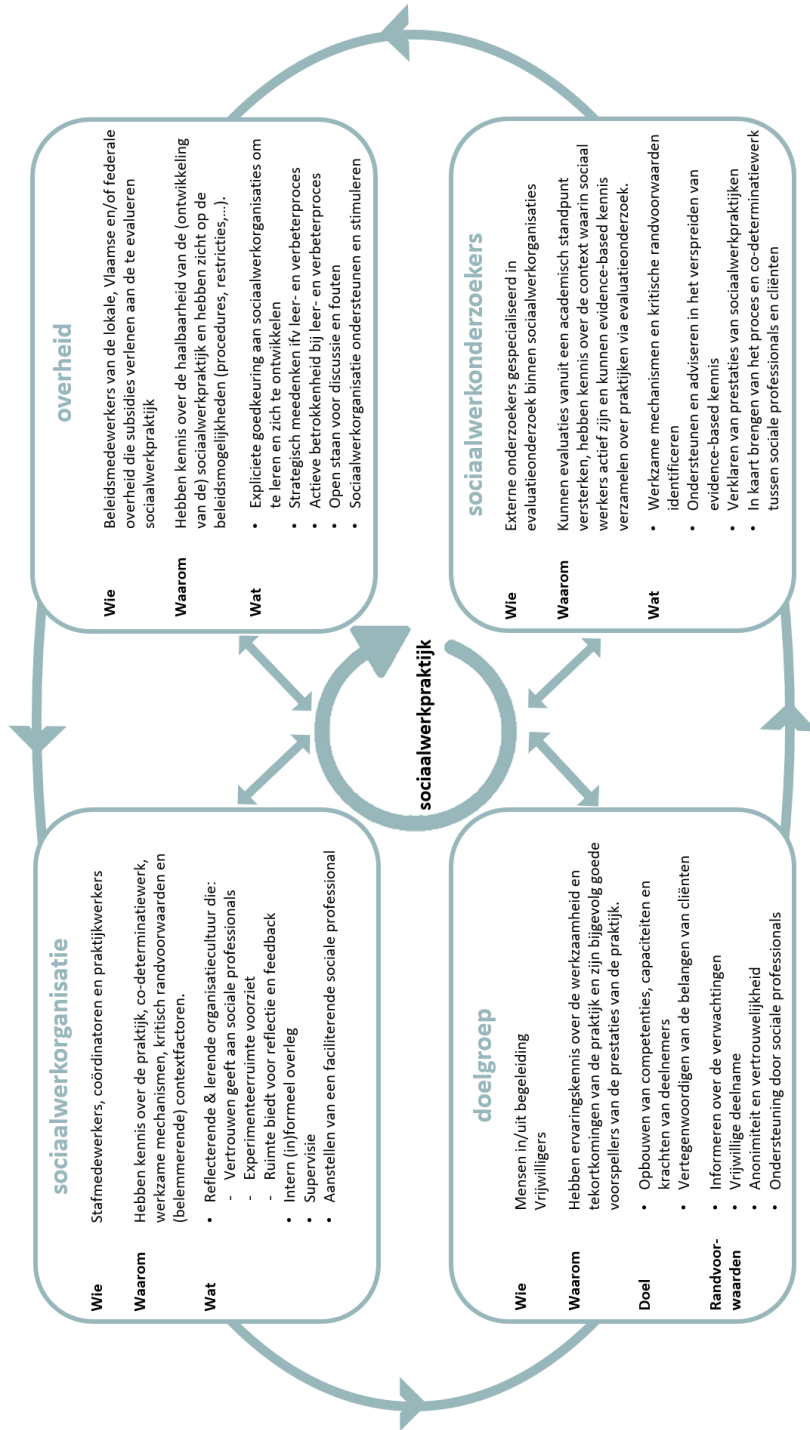 sociaalwerkorganisatie
Wie
Stafmedewerkers, coördinatoren en praktijkwerkers
Waarom
Hebben kennis over de praktijk, co-determinatiewerk,
werkzame mechanismen, kritisch randvoorwaarden en
(belemmerende) contextfactoren.
Wat
• Reflecterende & lerende organisatiecultuur die:
- Vertrouwen geeft aan sociale professionals
- Experimenteerruimte voorziet
- Ruimte biedt voor reflectie en feedback
• Intern (in)formeel overleg
• Supervisie
• Aanstellen van een faciliterende sociale professional
overheid
Wie
Beleidsmedewerkers van de lokale, Vlaamse en/of federale
overheid die subsidies verlenen aan de te evalueren
sociaalwerkpraktijk
Waarom
Hebben kennis over de haalbaarheid van de (ontwikkeling
van de) sociaalwerkpraktijk en hebben zicht op de
beleidsmogelijkheden (procedures, restricties,...).
Wat
• Expliciete goedkeuring aan sociaalwerkorganisaties om
te leren en zich te ontwikkelen
• Strategisch meedenken ifv leer- en verbeterproces
• Actieve betrokkenheid bij leer- en verbeterproces
• Open staan voor discussie en fouten
• Sociaalwerkorganisatie ondersteunen en stimuleren
sociaalwerkpraktijk
doelgroep
Wie
Mensen in/uit begeleiding
Vrijwilligers
Waarom
Hebben ervaringskennis over de werkzaamheid en
tekortkomingen van de praktijk en zijn bijgevolg goede
voorspellers van de prestaties van de praktijk.
Doel
• Opbouwen van competenties, capaciteiten en
krachten van deelnemers
• Vertegenwoordigen van de belangen van cliënten
Randvoor-
waarden
• Informeren over de verwachtingen
• Vrijwillige deelname
• Anonimiteit en vertrouwelijkheid
• Ondersteuning door sociale professionals
sociaalwerkonderzoekers
Wie
Externe onderzoekers gespecialiseerd in
evaluatieonderzoek binnen sociaalwerkorganisaties
Waarom
Kunnen evaluaties vanuit een academisch standpunt
versterken, hebben kennis over de context waarin sociaal
werkers actief zijn en kunnen evidence-based kennis
verzamelen over praktijken via evaluatieonderzoek.
Wat
• Werkzame mechanismen en kritische randvoorwaarden
identificeren
• Ondersteunen en adviseren in het verspreiden van
evidence-based kennis
• Verklaren van prestaties van sociaalwerkpraktijken
• In kaart brengen van het proces en co-determinatiewerk
tussen sociale professionals en cliënten